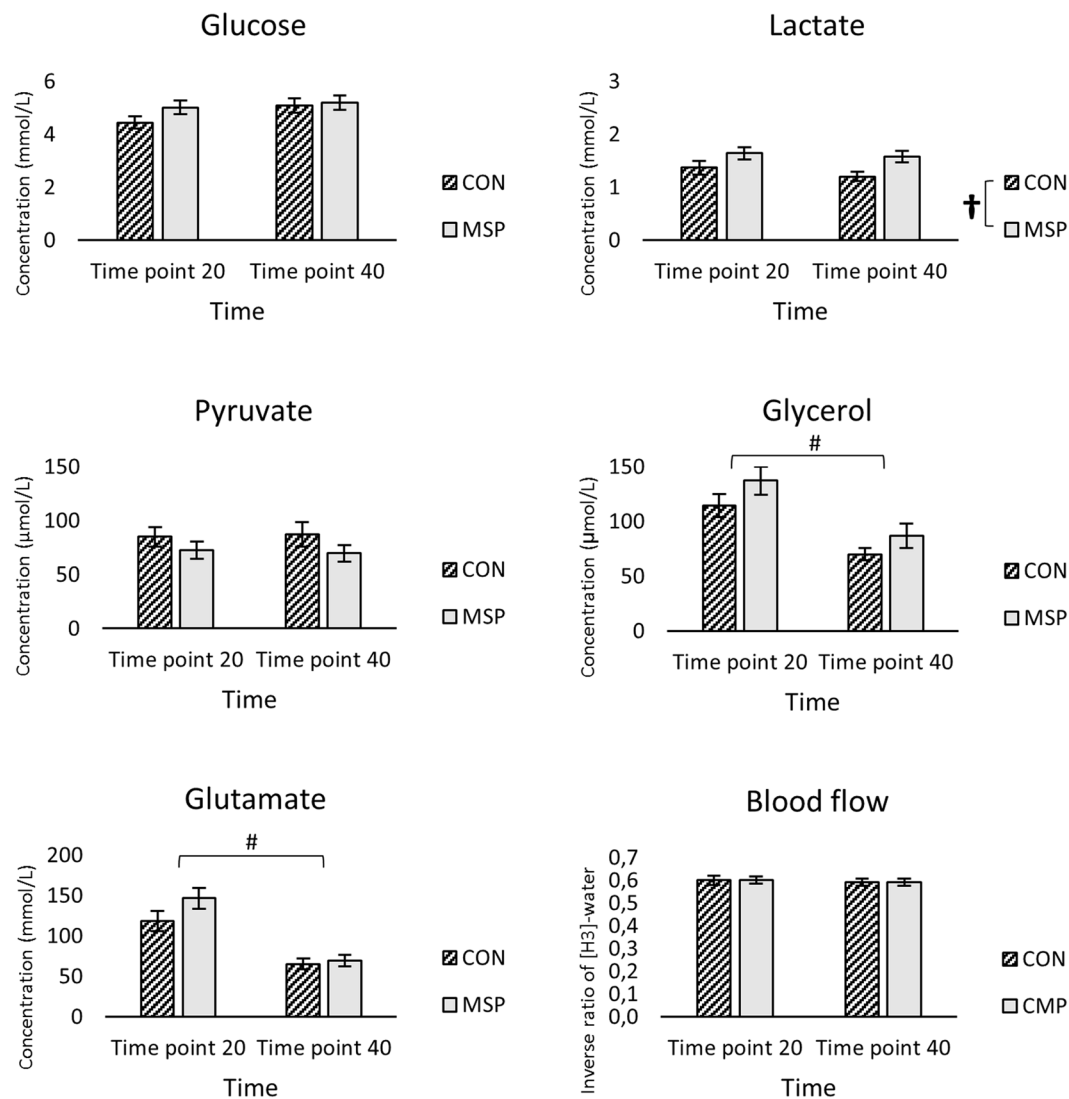 Glucose
Concentration (mmol/L)
6
4
2
0
Time point 20
Time point 40
Time
CON
MSP
Lactate
Concentration (mmol/L)
3
2
1
0
Time point 20
Time point 40
Time
†
CON
MSP
Pyruvate
Concentration (µmol/L)
150
100
50
0
Time point 20
Time point 40
Time
CON
MSP
Glycerol
#
Concentration (µmol/L)
150
100
50
0
Time point 20
Time point 40
Time
CON
MSP
Glutamate
#
Concentration (mmol/L)
200
150
100
50
0
Time point 20
Time point 40
Time
CON
MSP
Blood flow
Inverse ratio of [H3]-water
0,7
0,6
0,5
0,4
0,3
0,2
0,1
0,0
Time point 20
Time point 40
Time
CON
CMP